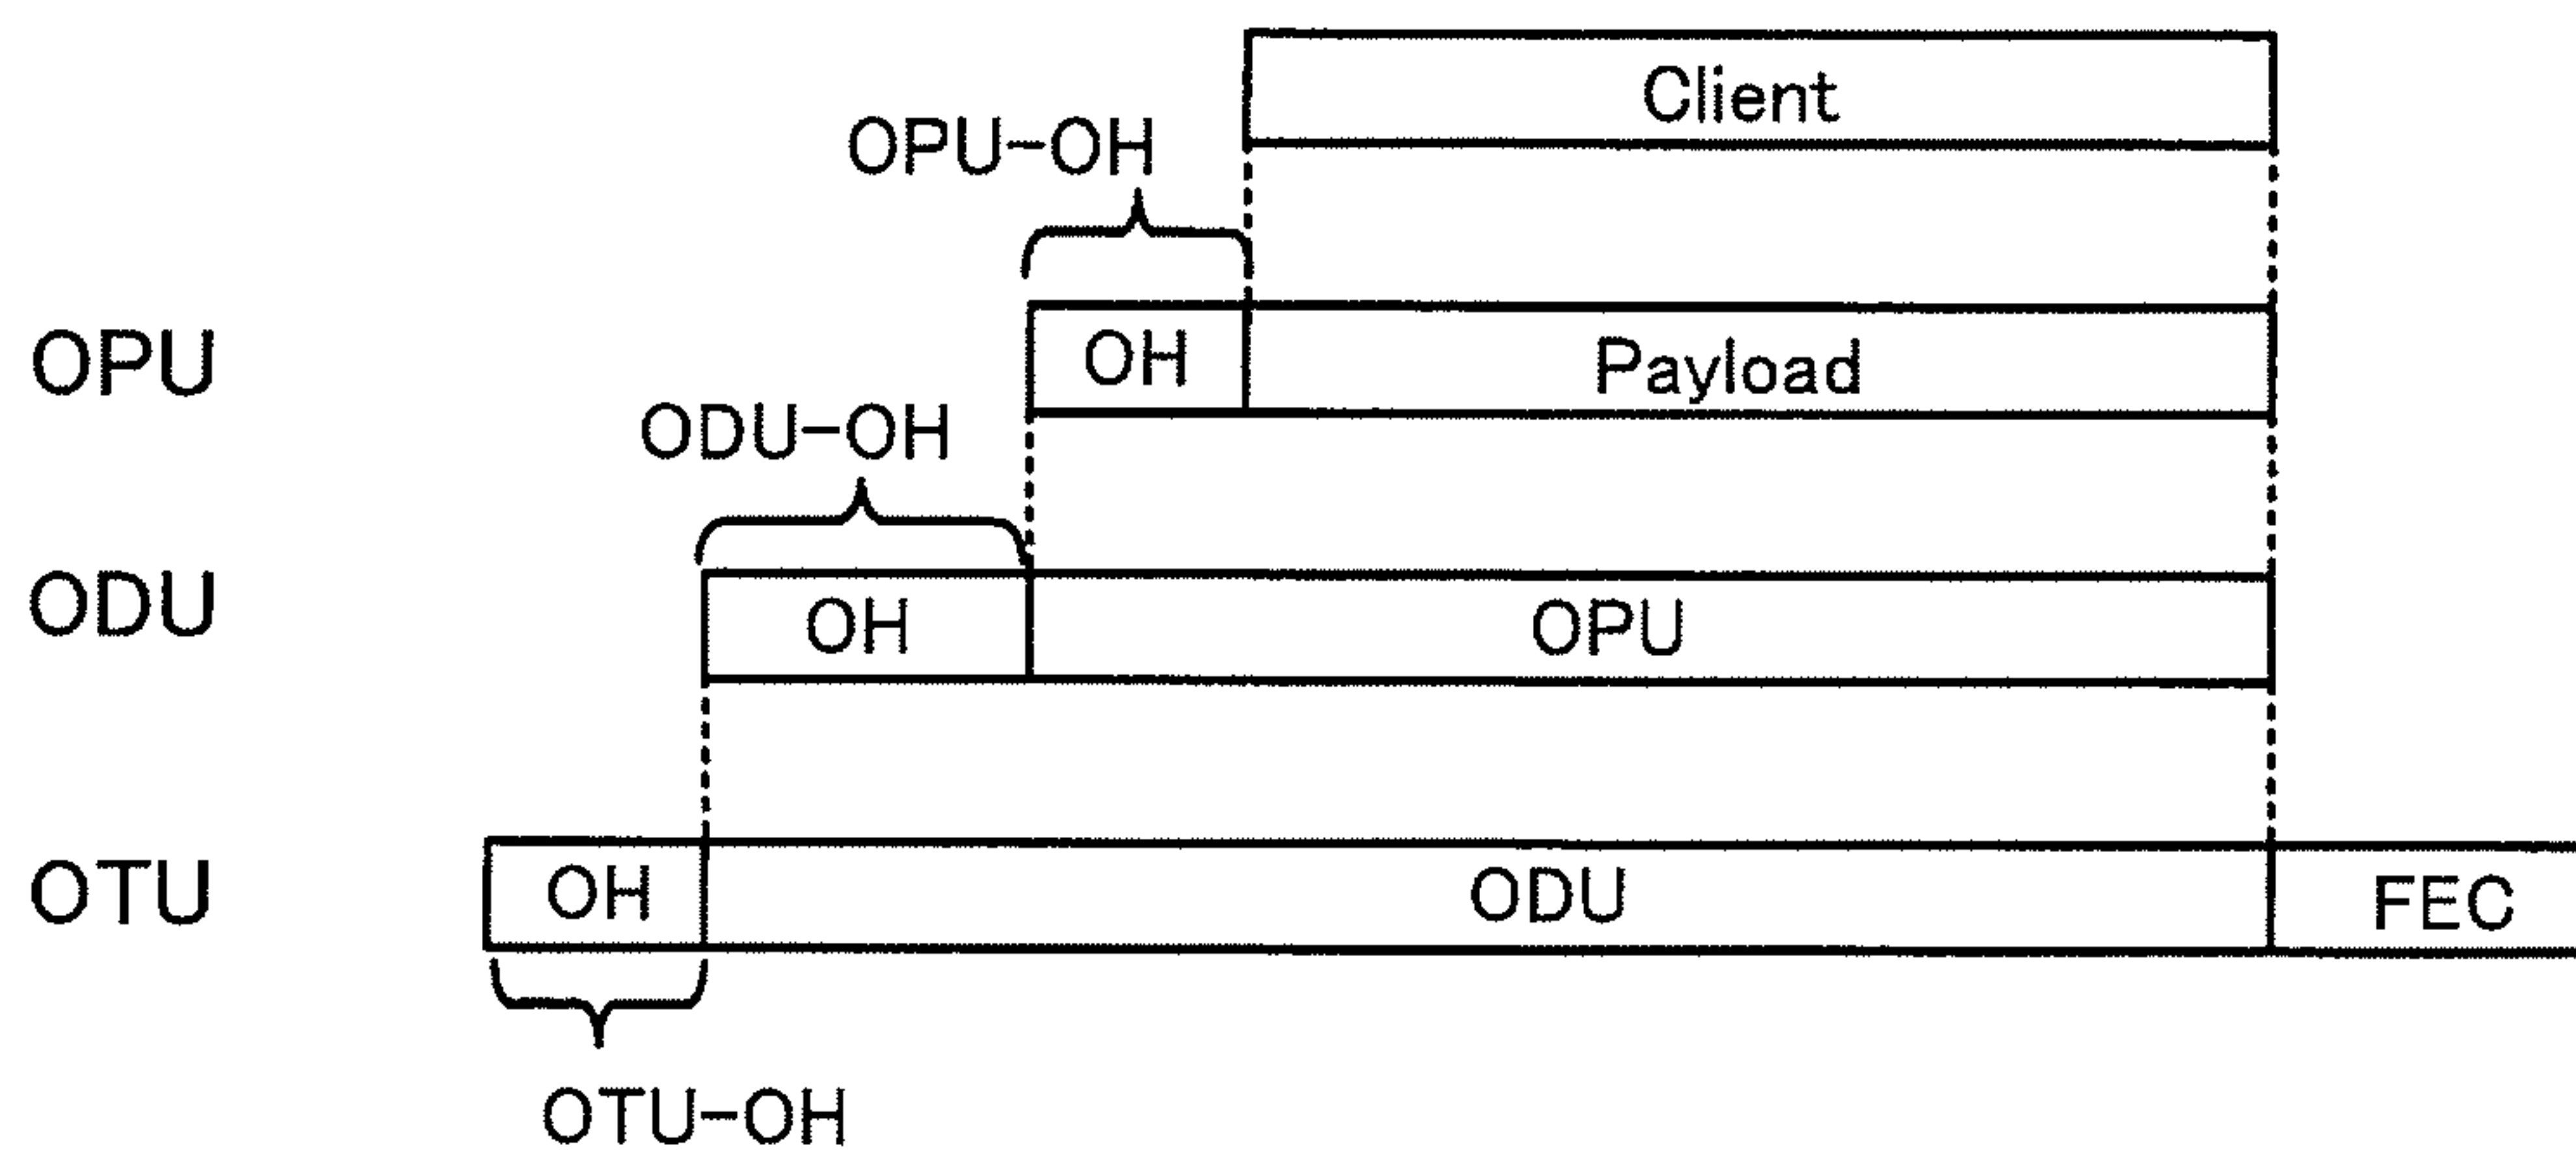 Client
OPU-OH
OPU
OH
Payload
ODU-OH
ODU
OH
OPU
OTU
OH
ODU
FEC
OTU-OH